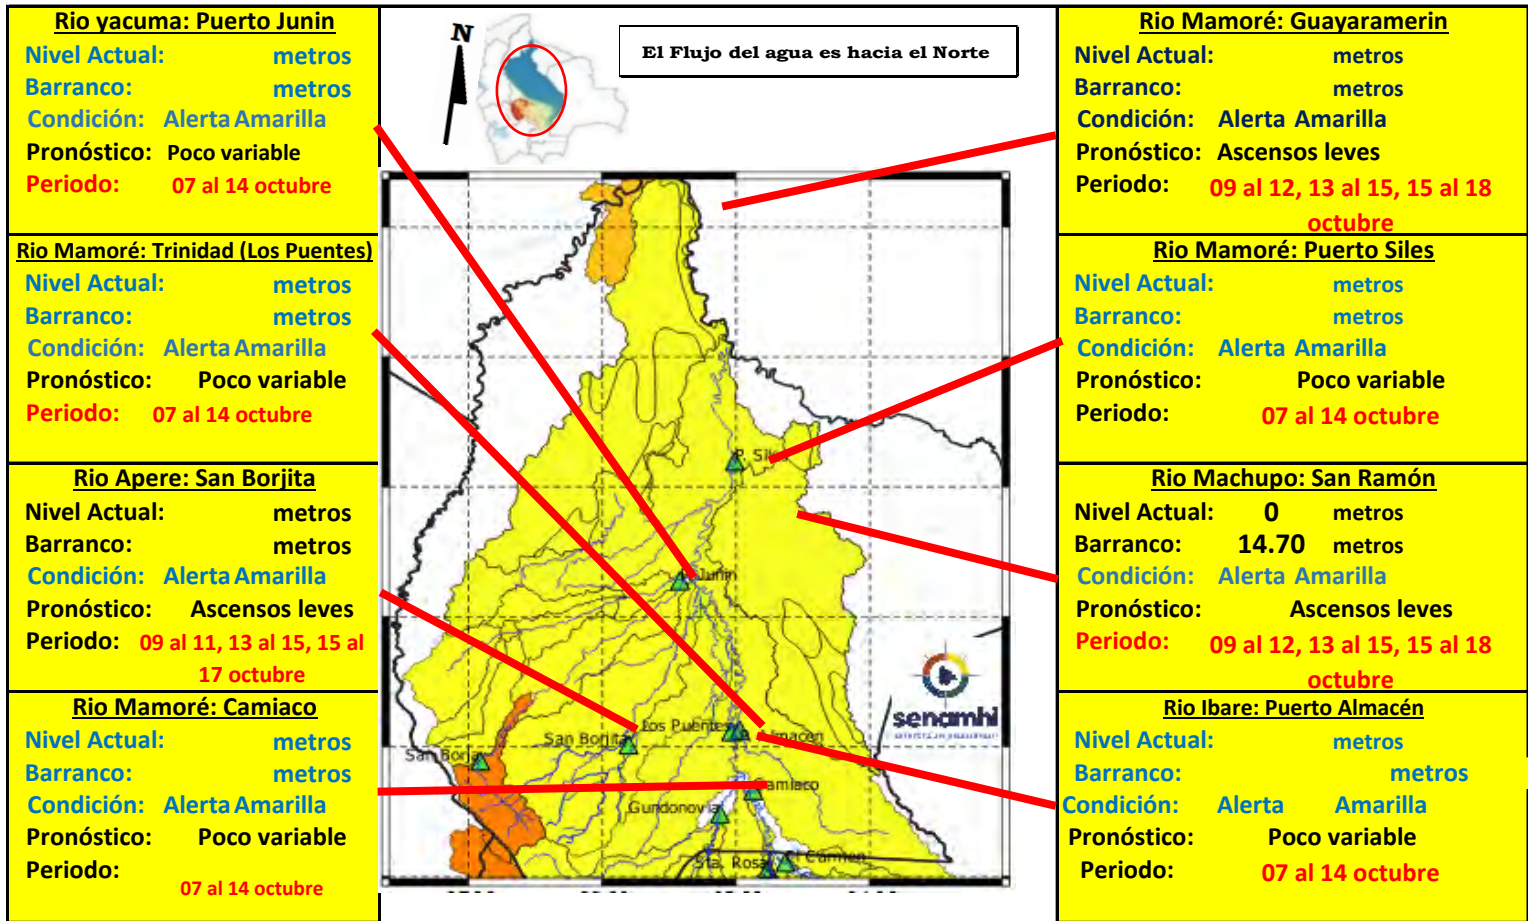 Rio yacuma: Puerto Junin
Nivel Actual: metros
Barranco: metros
Condición: Alerta Amarilla
Pronóstico: Poco variable
Periodo: 07 al 14 octubre
Rio Mamoré: Trinidad (Los Puentes)
Nivel Actual: metros
Barranco: metros
Condición: Alerta Amarilla
Pronóstico: Poco variable
Periodo: 07 al 14 octubre
Rio Apere: San Borjita
Nivel Actual: metros
Barranco: metros
Condición: Alerta Amarilla
Pronóstico: Ascensos leves
Periodo: 09 al 11, 13 al 15, 15 al
17 octubre
Rio Mamoré: Camiaco
Nivel Actual: metros
Barranco: metros
Condición: Alerta Amarilla
Pronóstico: Poco variable
Periodo:
07 al 14 octubre
N
El Flujo del agua es hacia el Norte
P. Siles
Junin
Los Puentes
P. Almacen
San Borjita
San Borja
Camiaco
Gundonovia
Sta. Rosa
El Carmen
senamhi
Rio Mamoré: Guayaramerin
Nivel Actual: metros
Barranco: metros
Condición: Alerta Amarilla
Pronóstico: Ascensos leves
Periodo: 09 al 12, 13 al 15, 15 al 18
octubre
Rio Mamoré: Puerto Siles
Nivel Actual: metros
Barranco: metros
Condición: Alerta Amarilla
Pronóstico: Poco variable
Periodo: 07 al 14 octubre
Rio Machupo: San Ramón
Nivel Actual: 0 metros
Barranco: 14.70 metros
Condición: Alerta Amarilla
Pronóstico: Ascensos leves
Periodo: 09 al 12, 13 al 15, 15 al 18
octubre
Rio Ibare: Puerto Almacén
Nivel Actual: metros
Barranco: metros
Condición: Alerta Amarilla
Pronóstico: Poco variable
Periodo: 07 al 14 octubre